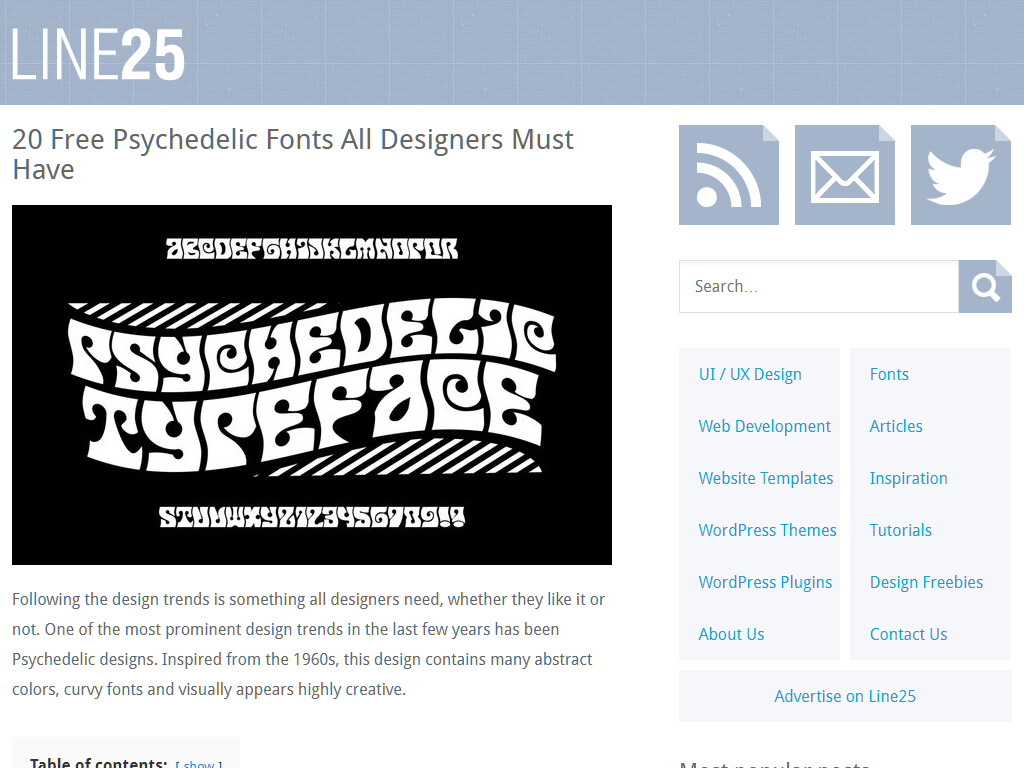 LINE25
20 Free Psychedelic Fonts All Designers Must
Have
ABCDEFGHIJKLMNOPQR
PSYCHEDELIC
TYPEFACE
STUVWXYZ1234567890!?
Following the design trends is something all designers need, whether they like it or
not. One of the most prominent design trends in the last few years has been
Psychedelic designs. Inspired from the 1960s, this design contains many abstract
colors, curvy fonts and visually appears highly creative.
Table of contents: [ show ]
Search...
UI / UX Design
Fonts
Web Development
Articles
Website Templates
Inspiration
WordPress Themes
Tutorials
WordPress Plugins
Design Freebies
About Us
Contact Us
Advertise on Line25
Most popular posts